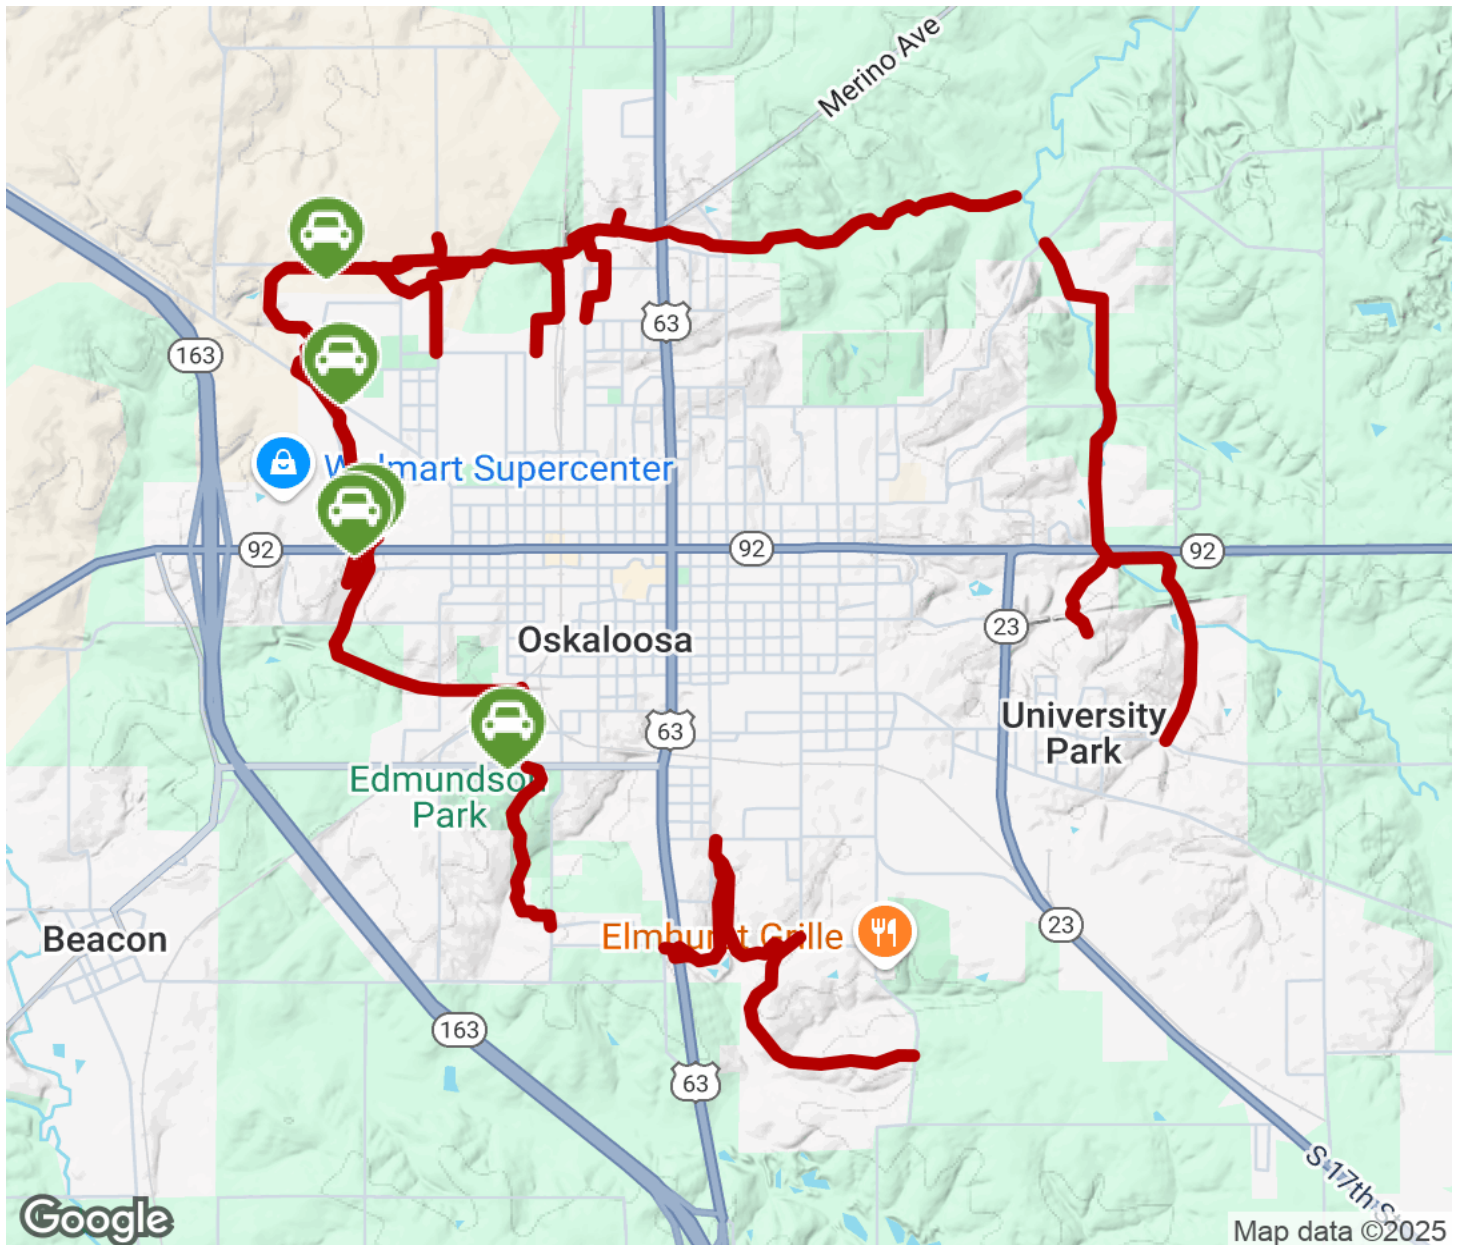 Merino Ave
63
163
Walmart Supercenter
92
92
92
Oskaloosa
23
63
University
Park
Edmundson
Park
Elmhurst Grille
Beacon
23
163
63
S 17th St
Google
Map data ©2025